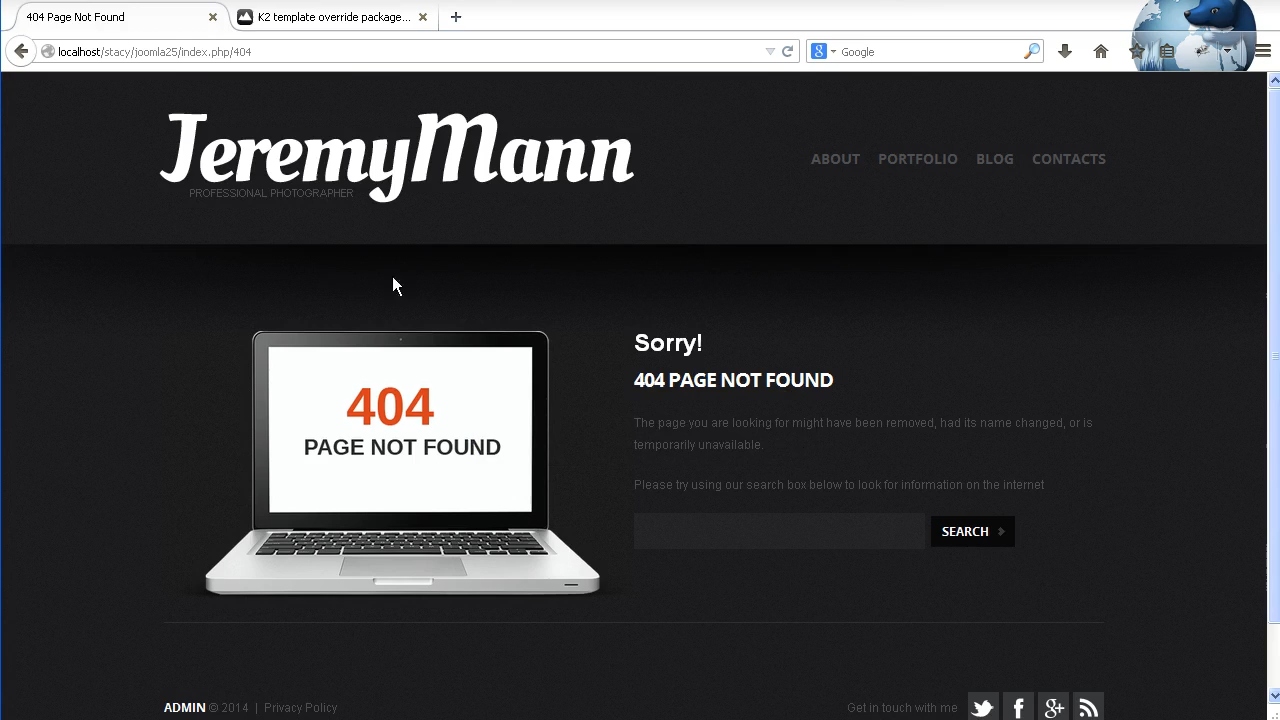 404 Page Not Found
K2 template override package...
localhost/stacy/joomla25/index.php/404
Google
JeremyMann
PROFESSIONAL PHOTOGRAPHER
ABOUT PORTFOLIO BLOG CONTACTS
404
PAGE NOT FOUND
Sorry!
404 PAGE NOT FOUND
The page you are looking for might have been removed, had its name changed, or is
temporarily unavailable.
Please try using our search box below to look for information on the internet
SEARCH
ADMIN © 2014 | Privacy Policy
Get in touch with me